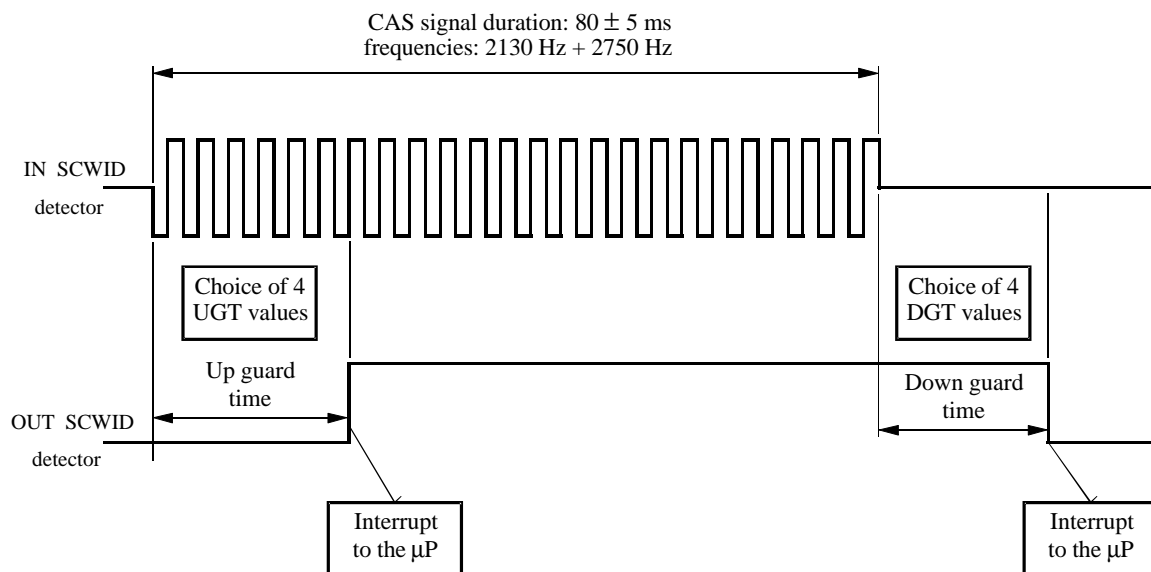 CAS signal duration: 80 ± 5 ms
frequencies: 2130 Hz + 2750 Hz
IN SCWID
detector
Choice of 4
UGT values
Choice of 4
DGT values
Up guard
time
Down guard
time
OUT SCWID
detector
Interrupt
to the µP
Interrupt
to the µP